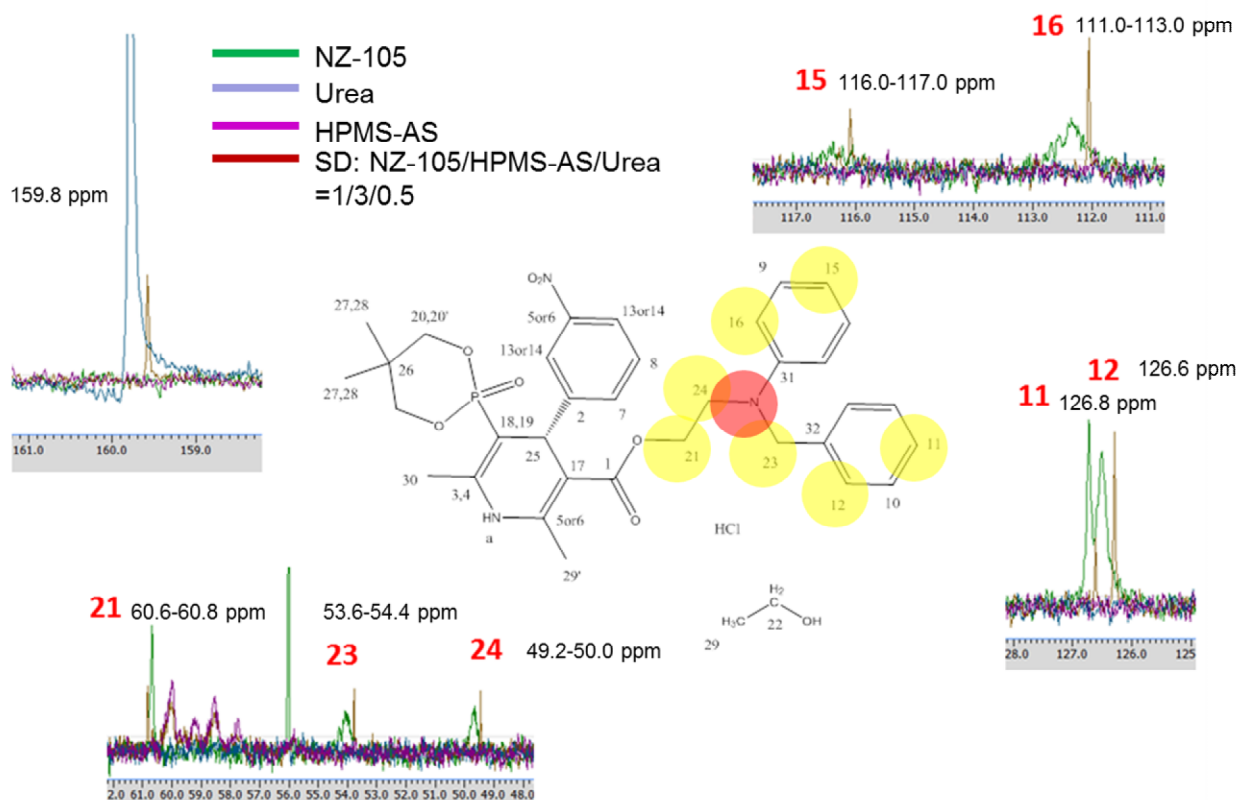 NZ-105
Urea
HPMS-AS
SD: NZ-105/HPMS-AS/Urea
=1/3/0.5
159.8 ppm
161.0 160.0 159.0
16 111.0-113.0 ppm
15 116.0-117.0 ppm
117.0 116.0 115.0 114.0 113.0 112.0 111.0
O₂N
9
15
27,28
20,20'
5or6
13or14
16
13or14
8
31
27,28
26
O
O
P
O
24
N
2
7
18,19
O
32
11
25
17
1
21
23
30
3,4
12
10
HN
5or6
O
a
HCl
29'
H₂
C
H₃C
22
OH
29
12 126.6 ppm
11 126.8 ppm
28.0 127.0 126.0 125
21 60.6-60.8 ppm
53.6-54.4 ppm
23
24 49.2-50.0 ppm
2.0 61.0 60.0 59.0 58.0 57.0 56.0 55.0 54.0 53.0 52.0 51.0 50.0 49.0 48.0